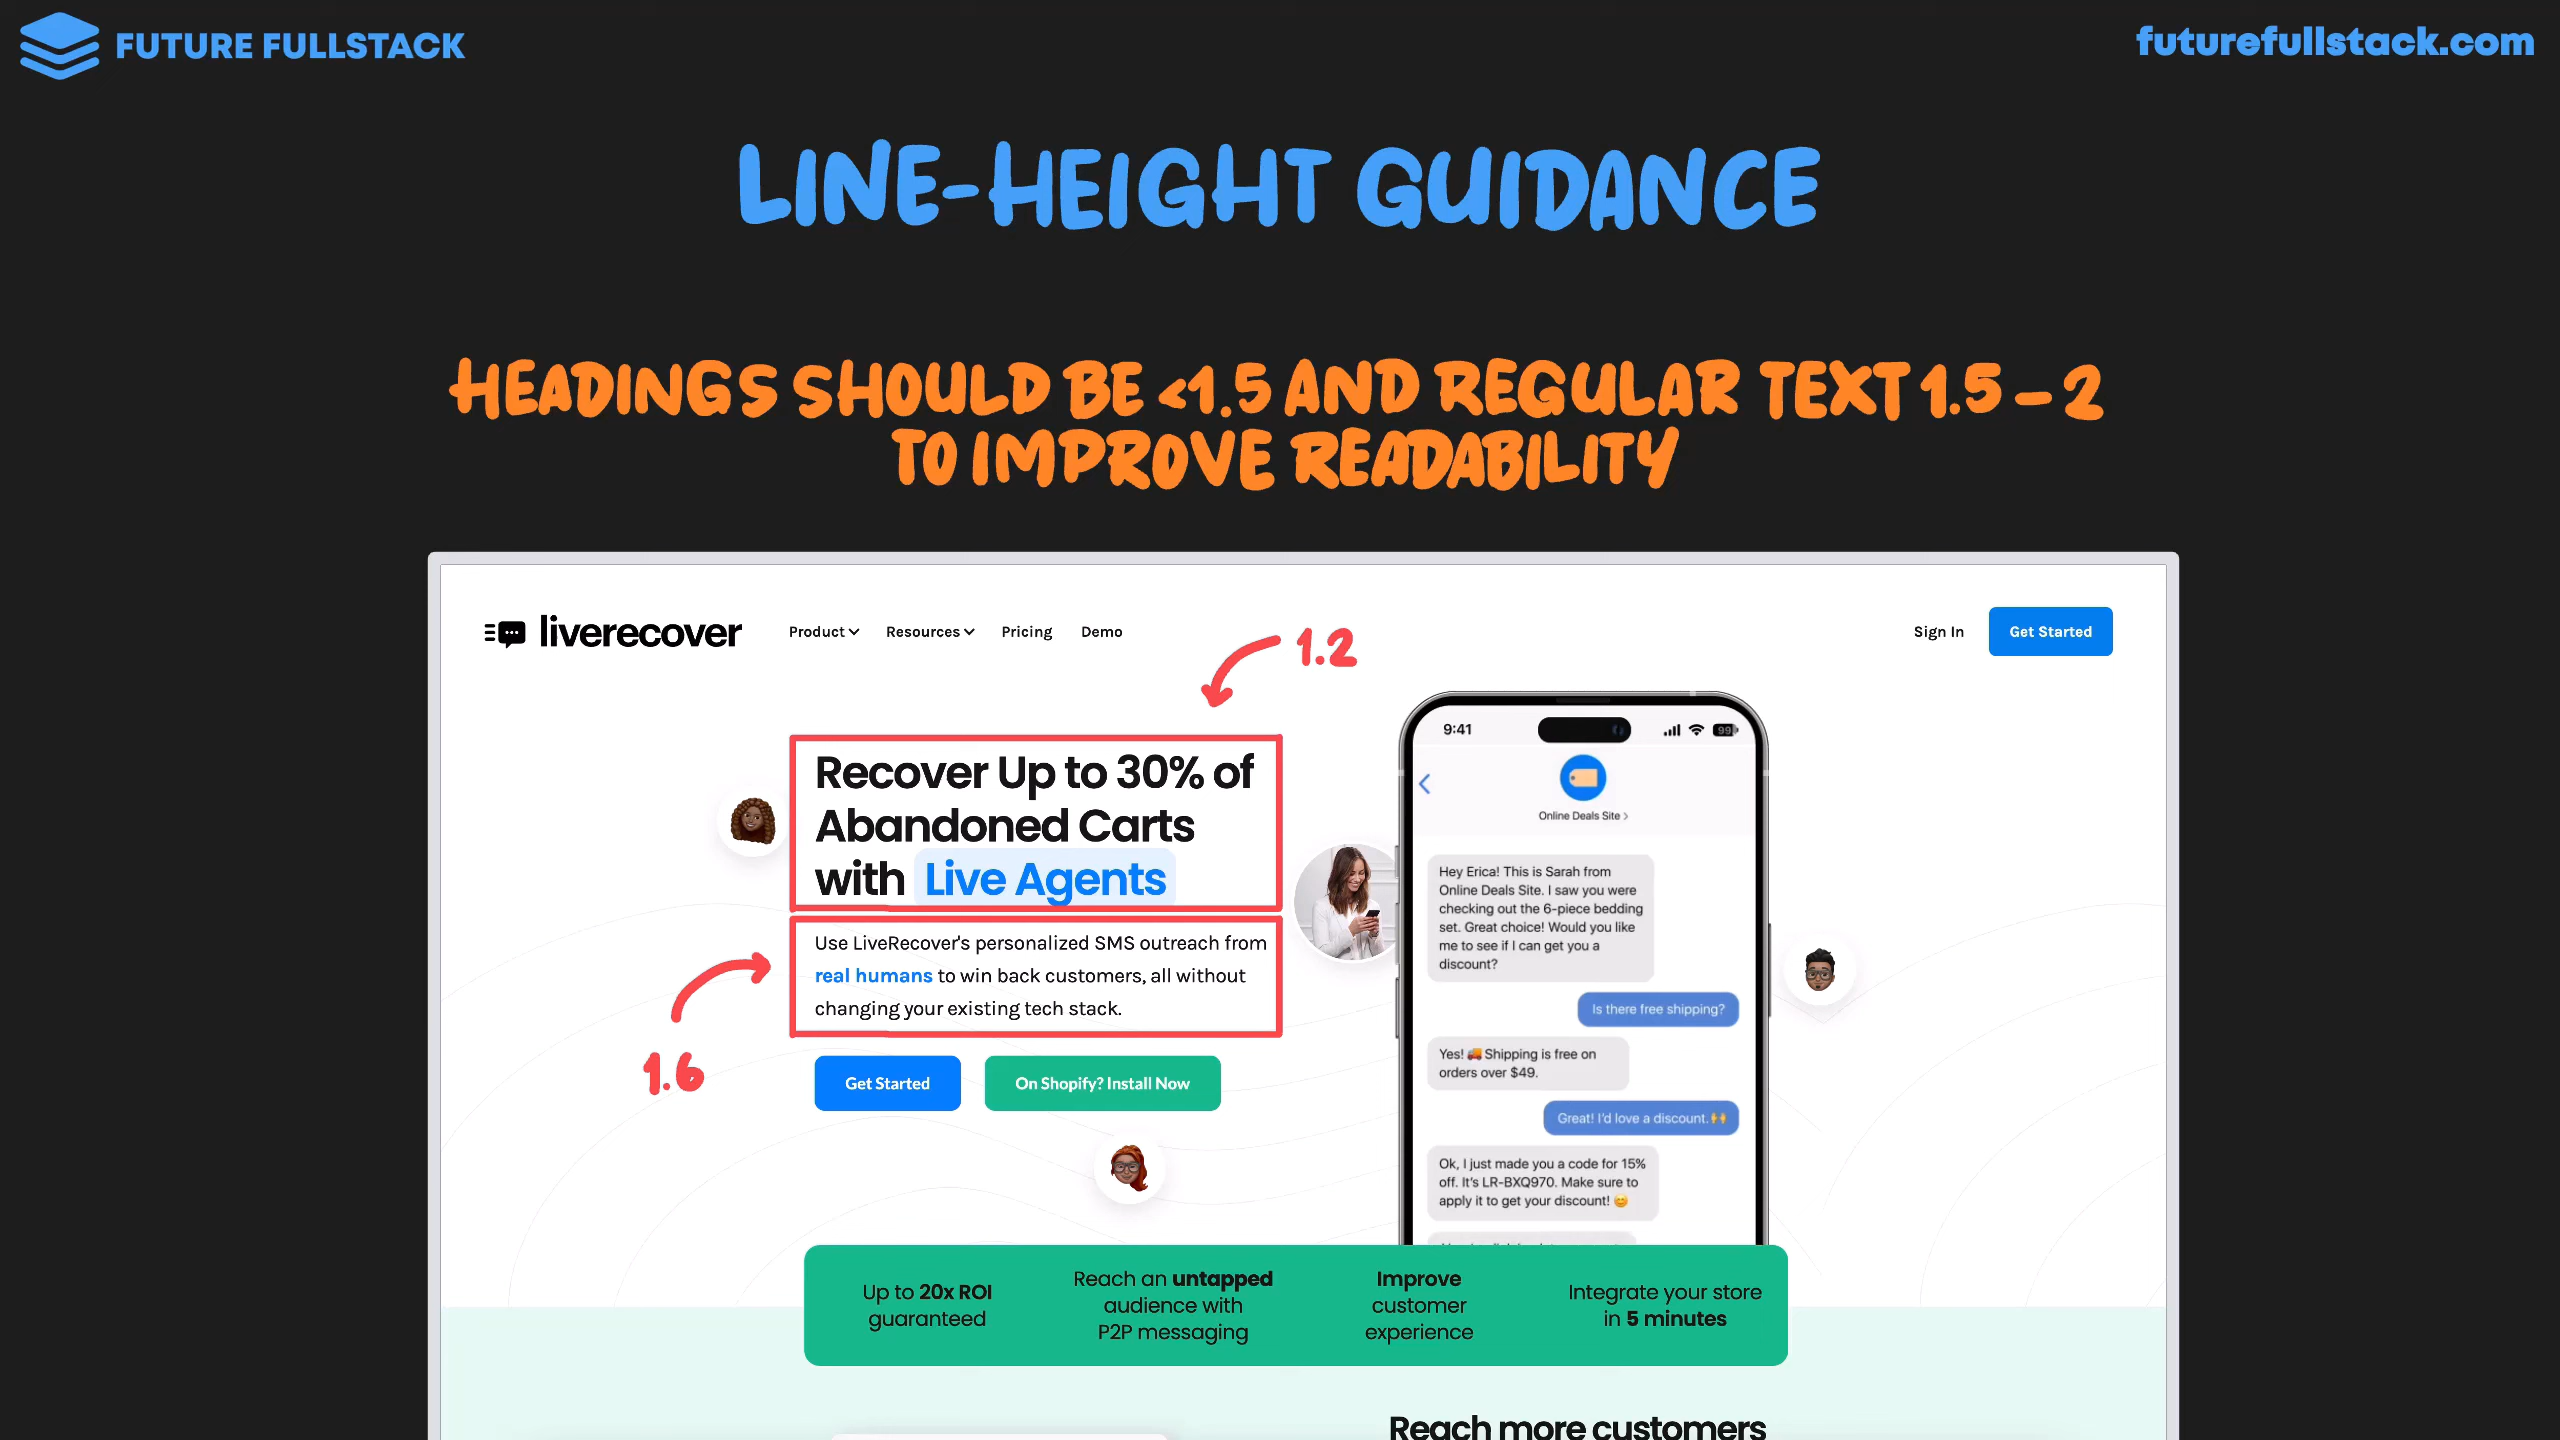 FUTURE FULLSTACK
futurefullstack.com
LINE-HEIGHT GUIDANCE
HEADINGS SHOULD BE <1.5 AND REGULAR TEXT 1.5 - 2
TO IMPROVE READABILITY
liverecover
Product
Resources
Pricing
Demo
Sign In
Get Started
1.2
Recover Up to 30% of
Abandoned Carts
with Live Agents
Use LiveRecover's personalized SMS outreach from
real humans to win back customers, all without
changing your existing tech stack.
1.6
Get Started
On Shopify? Install Now
9:41
99
Online Deals Site >
Hey Erica! This is Sarah from
Online Deals Site. I saw you were
checking out the 6-piece bedding
set. Great choice! Would you like
me to see if I can get you a
discount?
Is there free shipping?
Yes! 🚚 Shipping is free on
orders over $49.
Great! I'd love a discount.🙌
Ok, I just made you a code for 15%
off. It's LR-BXQ970. Make sure to
apply it to get your discount! 😊
Up to 20x ROI
guaranteed
Reach an untapped
audience with
P2P messaging
Improve
customer
experience
Integrate your store
in 5 minutes
Reach more customers